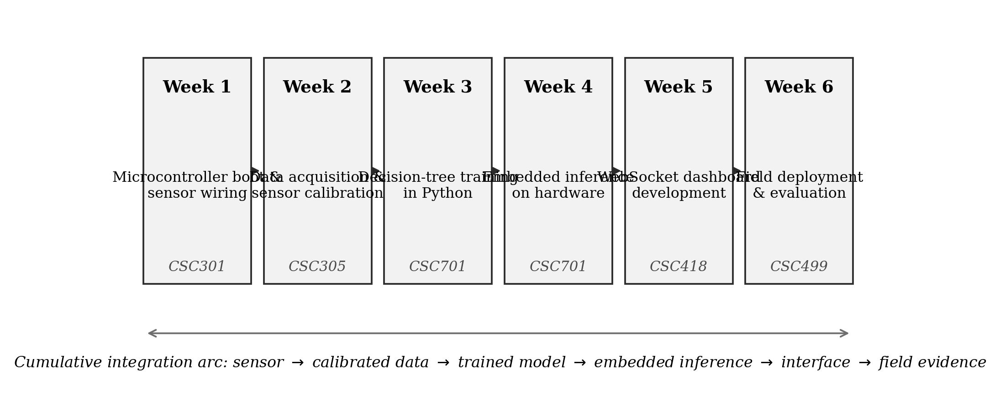 Week 1
Microcontroller boot &
sensor wiring
CSC301
Week 2
Data acquisition &
sensor calibration
CSC305
Week 3
Decision-tree training
in Python
CSC701
Week 4
Embedded inference
on hardware
CSC701
Week 5
WebSocket dashboard
development
CSC418
Week 6
Field deployment
& evaluation
CSC499
Cumulative integration arc: sensor → calibrated data → trained model → embedded inference → interface → field evidence